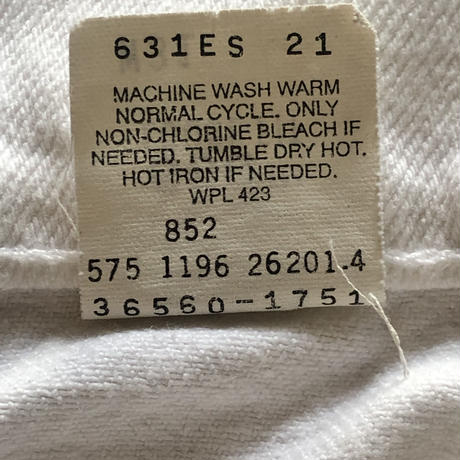 631ES 21
MACHINE WASH WARM
NORMAL CYCLE. ONLY
NON-CHLORINE BLEACH IF
NEEDED. TUMBLE DRY HOT.
HOT IRON IF NEEDED.
WPL 423
852
575 1196 26201.4
36560-1751